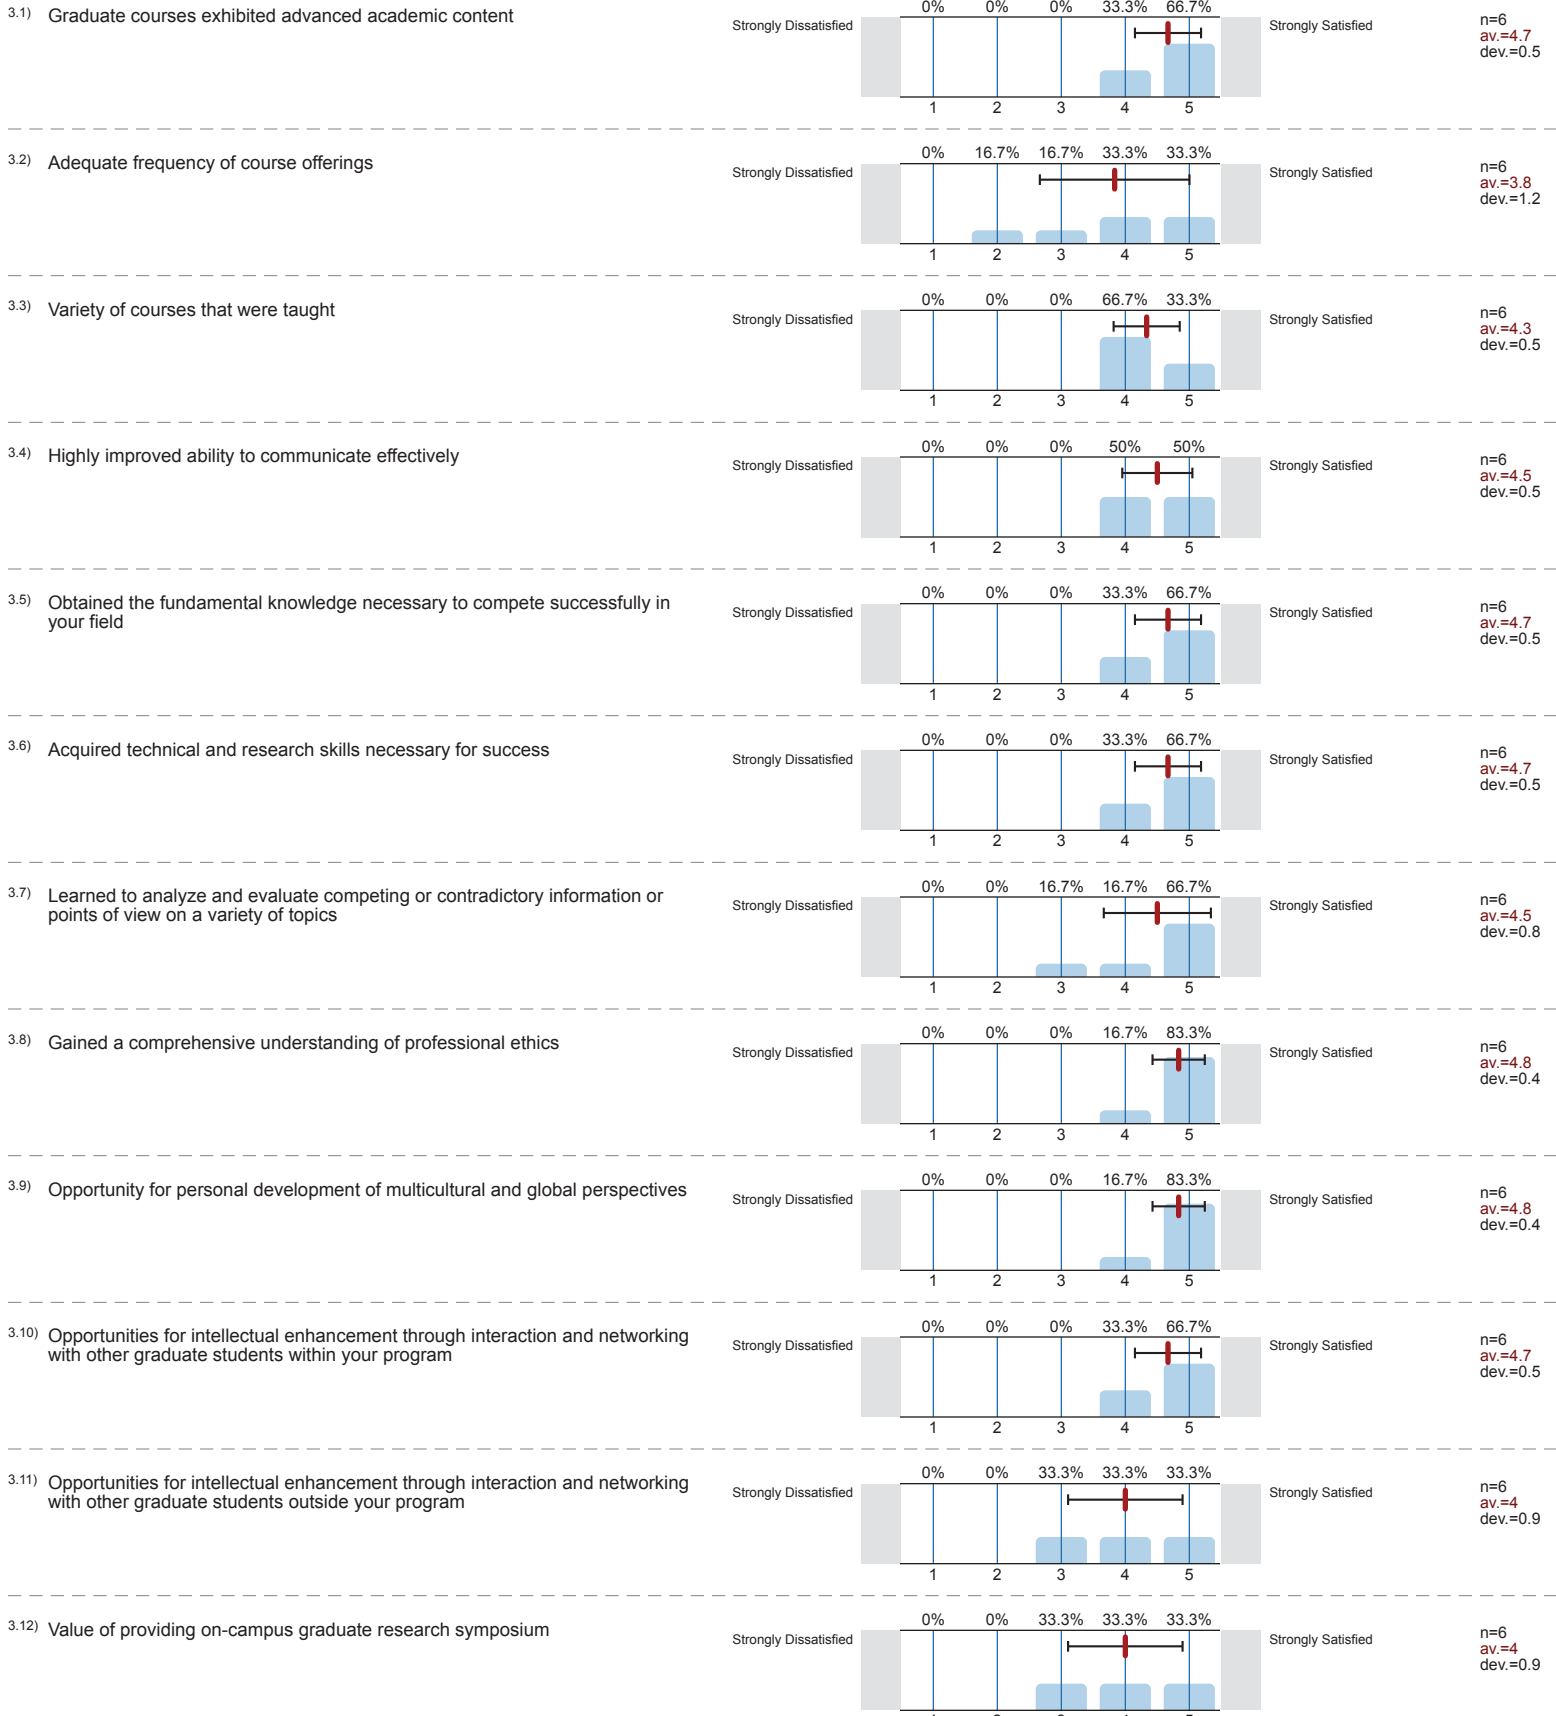 3.1) Graduate courses exhibited advanced academic content
0% 0% 0% 33.3% 66.7%
Strongly Dissatisfied Strongly Satisfied
n=6
av.=4.7
dev.=0.5
1 2 3 4 5
3.2) Adequate frequency of course offerings
0% 16.7% 16.7% 33.3% 33.3%
Strongly Dissatisfied Strongly Satisfied
n=6
av.=3.8
dev.=1.2
1 2 3 4 5
3.3) Variety of courses that were taught
0% 0% 0% 66.7% 33.3%
Strongly Dissatisfied Strongly Satisfied
n=6
av.=4.3
dev.=0.5
1 2 3 4 5
3.4) Highly improved ability to communicate effectively
0% 0% 0% 50% 50%
Strongly Dissatisfied Strongly Satisfied
n=6
av.=4.5
dev.=0.5
1 2 3 4 5
3.5) Obtained the fundamental knowledge necessary to compete successfully in
your field
0% 0% 0% 33.3% 66.7%
Strongly Dissatisfied Strongly Satisfied
n=6
av.=4.7
dev.=0.5
1 2 3 4 5
3.6) Acquired technical and research skills necessary for success
0% 0% 0% 33.3% 66.7%
Strongly Dissatisfied Strongly Satisfied
n=6
av.=4.7
dev.=0.5
1 2 3 4 5
3.7) Learned to analyze and evaluate competing or contradictory information or
points of view on a variety of topics
0% 0% 16.7% 16.7% 66.7%
Strongly Dissatisfied Strongly Satisfied
n=6
av.=4.5
dev.=0.8
1 2 3 4 5
3.8) Gained a comprehensive understanding of professional ethics
0% 0% 0% 16.7% 83.3%
Strongly Dissatisfied Strongly Satisfied
n=6
av.=4.8
dev.=0.4
1 2 3 4 5
3.9) Opportunity for personal development of multicultural and global perspectives
0% 0% 0% 16.7% 83.3%
Strongly Dissatisfied Strongly Satisfied
n=6
av.=4.8
dev.=0.4
1 2 3 4 5
3.10) Opportunities for intellectual enhancement through interaction and networking
with other graduate students within your program
0% 0% 0% 33.3% 66.7%
Strongly Dissatisfied Strongly Satisfied
n=6
av.=4.7
dev.=0.5
1 2 3 4 5
3.11) Opportunities for intellectual enhancement through interaction and networking
with other graduate students outside your program
0% 0% 33.3% 33.3% 33.3%
Strongly Dissatisfied Strongly Satisfied
n=6
av.=4
dev.=0.9
1 2 3 4 5
3.12) Value of providing on-campus graduate research symposium
0% 0% 33.3% 33.3% 33.3%
Strongly Dissatisfied Strongly Satisfied
n=6
av.=4
dev.=0.9